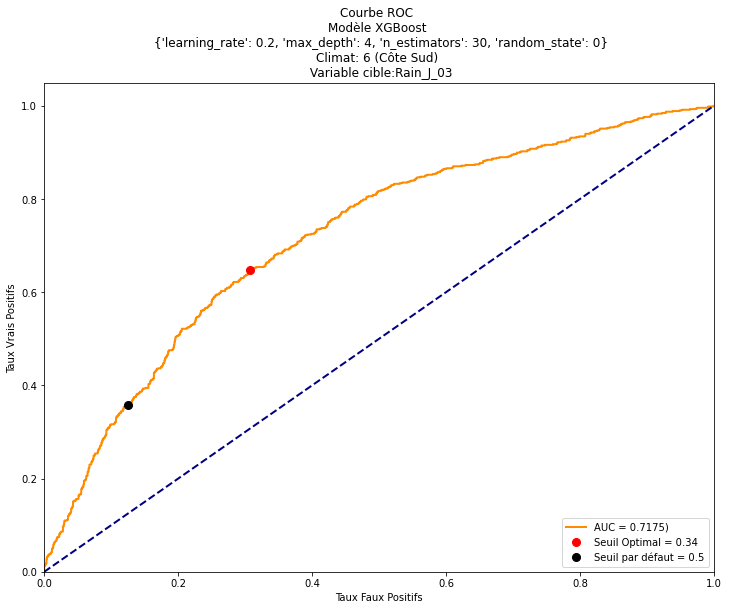 Courbe ROC
Modèle XGBoost
{'learning_rate': 0.2, 'max_depth': 4, 'n_estimators': 30, 'random_state': 0}
Climat: 6 (Côte Sud)
Variable cible:Rain_J_03
Taux Vrais Positifs
1.0
0.8
0.6
0.4
0.2
0.0
0.0 0.2 0.4 0.6 0.8 1.0
Taux Faux Positifs
AUC = 0.7175)
Seuil Optimal = 0.34
Seuil par défaut = 0.5